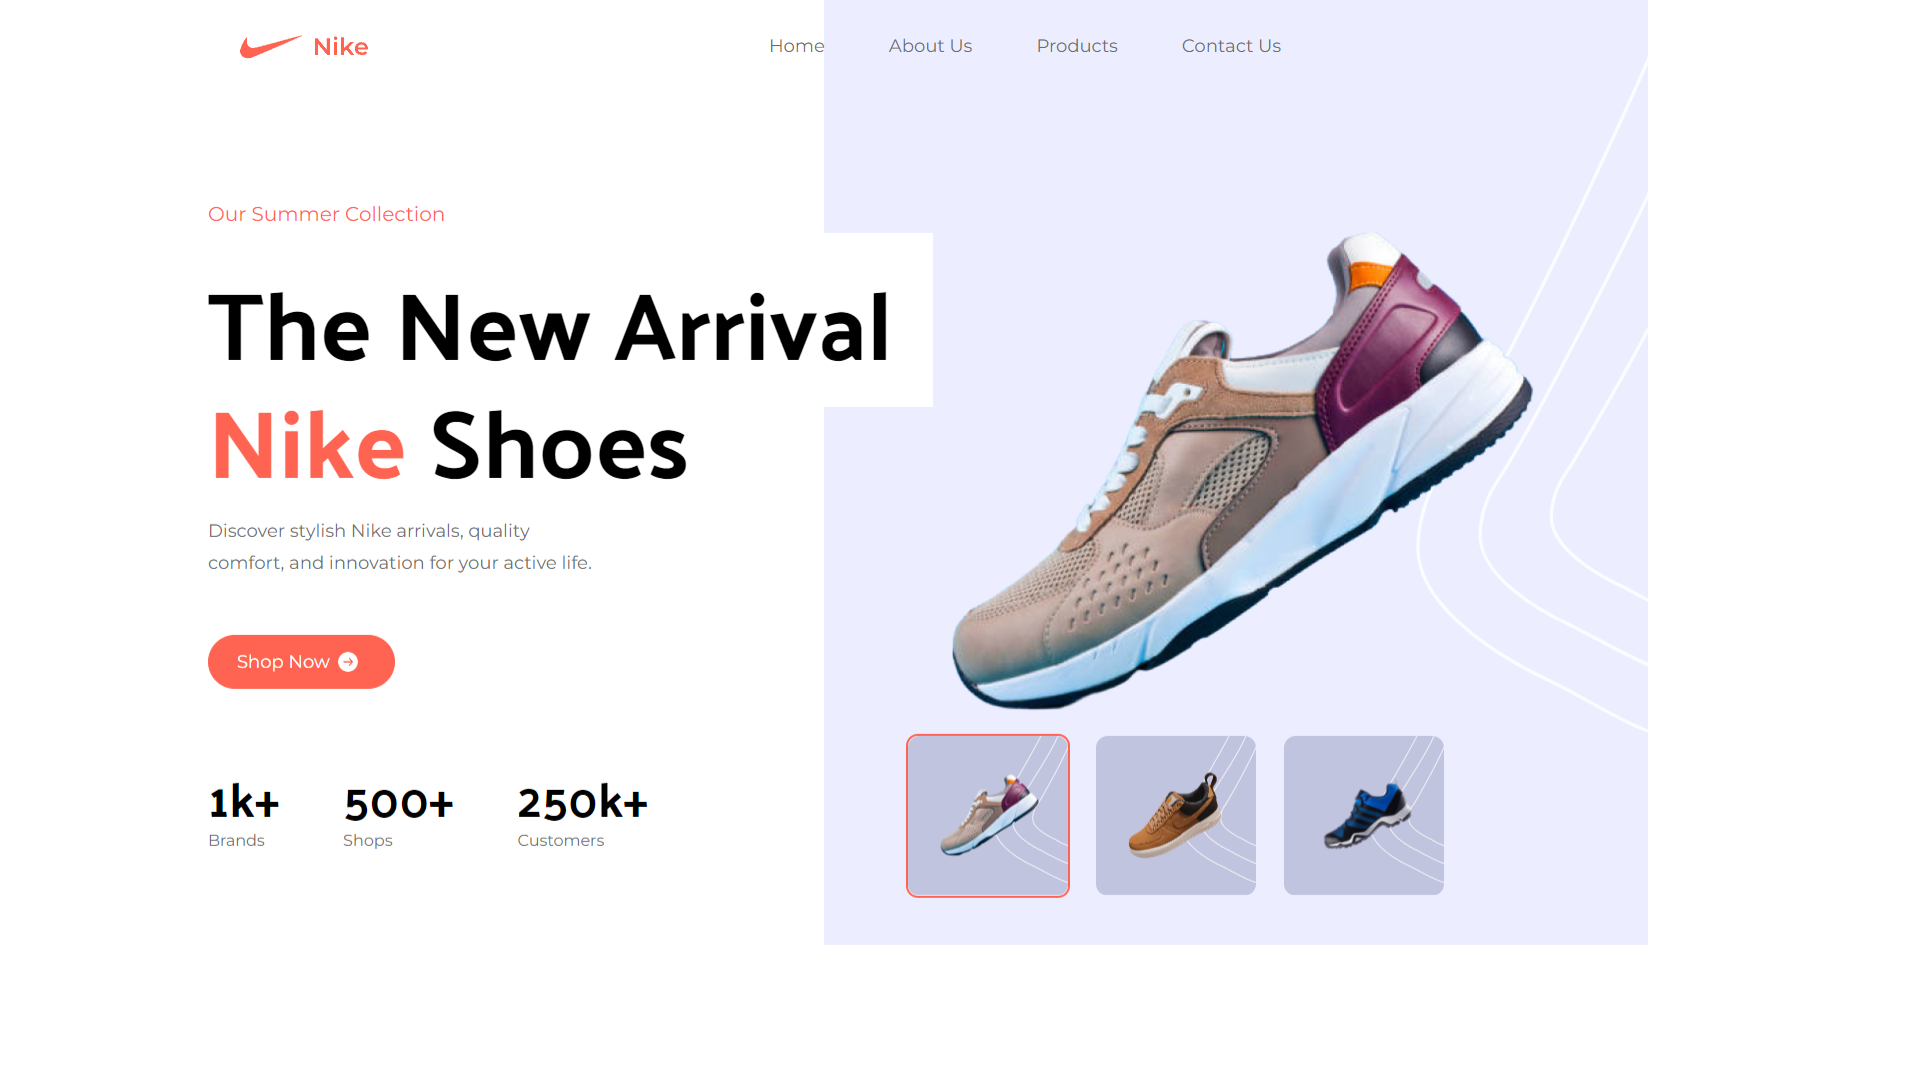 Nike
Home About Us Products Contact Us
Our Summer Collection
The New Arrival
Nike Shoes
Discover stylish Nike arrivals, quality
comfort, and innovation for your active life.
Shop Now
1k+ 500+ 250k+
Brands Shops Customers